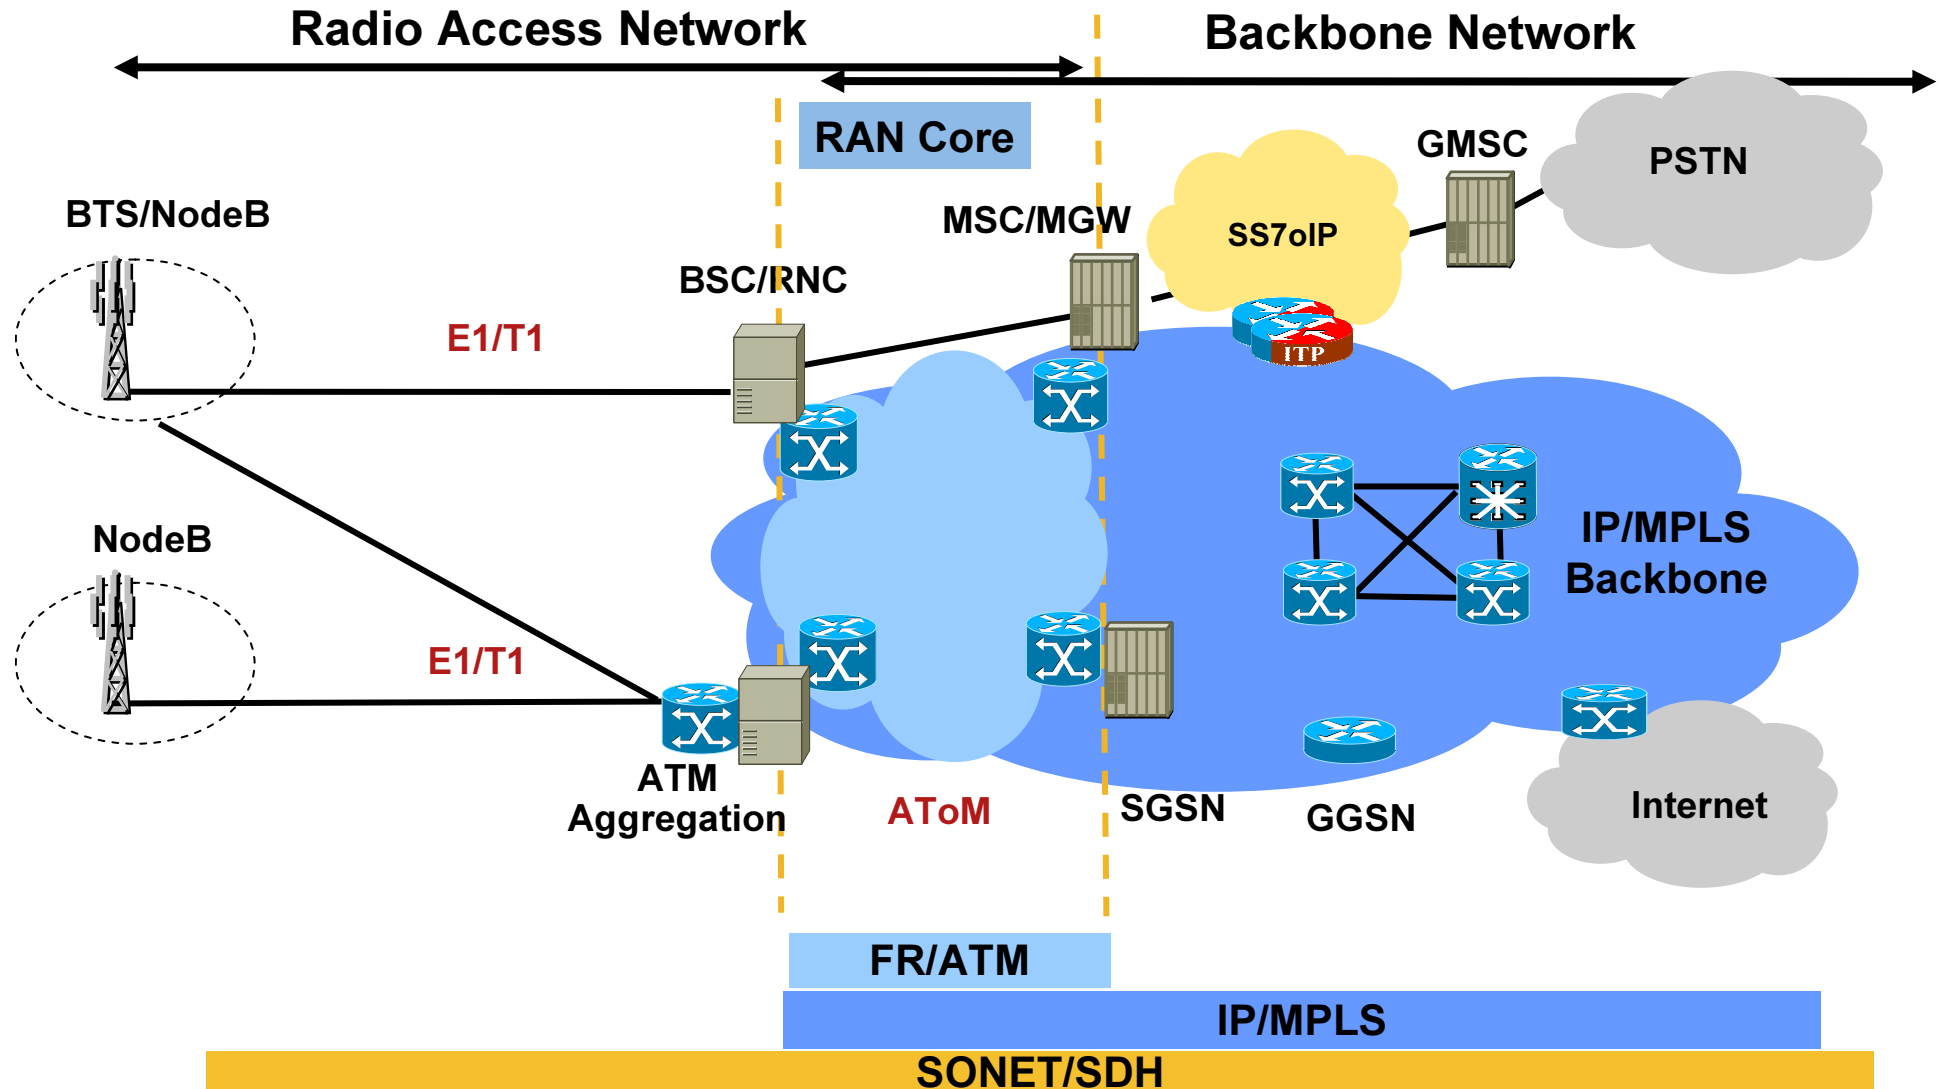 Radio Access Network
Backbone Network
RAN Core
GMSC
PSTN
BTS/NodeB
MSC/MGW
SS7oIP
BSC/RNC
E1/T1
ITP
NodeB
IP/MPLS
Backbone
E1/T1
ATM
Aggregation
AToM
SGSN
GGSN
Internet
FR/ATM
IP/MPLS
SONET/SDH